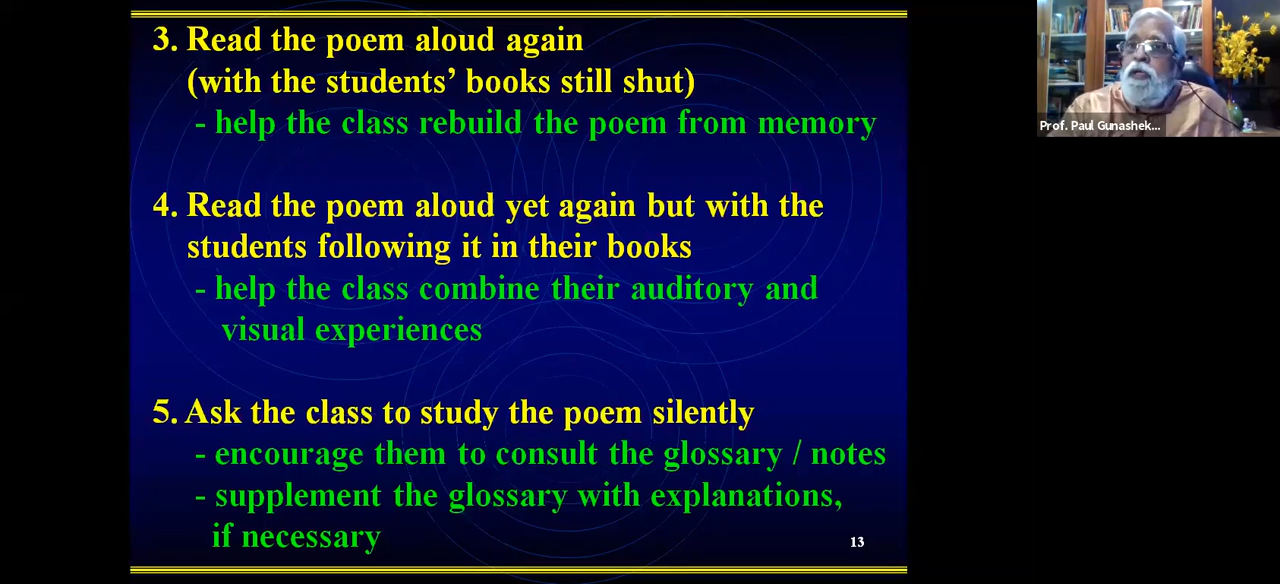 3. Read the poem aloud again
(with the students' books still shut)
- help the class rebuild the poem from memory
4. Read the poem aloud yet again but with the
students following it in their books
- help the class combine their auditory and
visual experiences
5. Ask the class to study the poem silently
- encourage them to consult the glossary / notes
- supplement the glossary with explanations,
if necessary
13
Prof. Paul Gunashek...